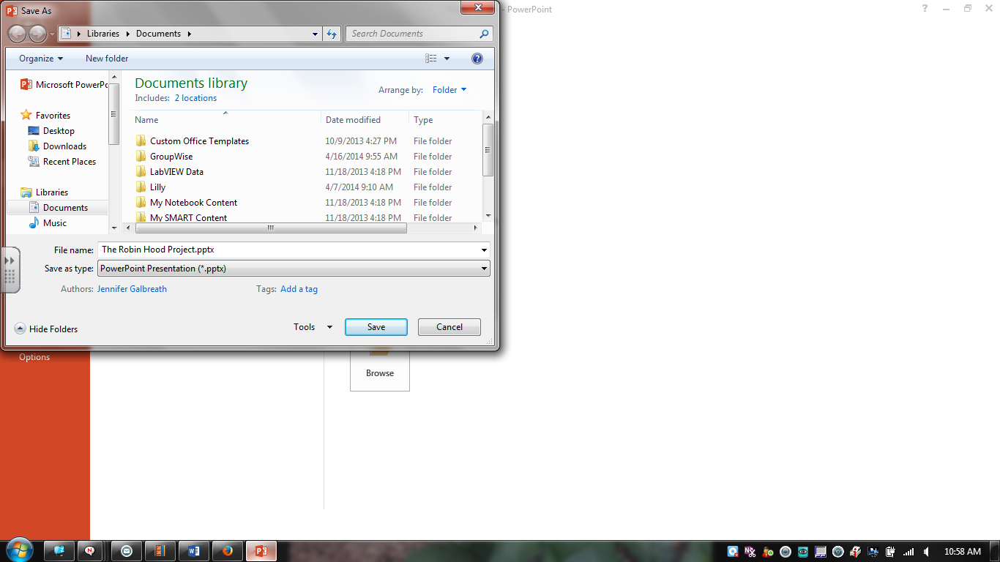 Save As
- PowerPoint
Libraries Documents
Search Documents
Organize New folder
Microsoft PowerPo
Favorites
Desktop
Downloads
Recent Places
Libraries
Documents
Music
Documents library
Includes: 2 locations
Arrange by: Folder
Name Date modified Type
Custom Office Templates 10/9/2013 4:27 PM File folder
GroupWise 4/16/2014 9:55 AM File folder
LabVIEW Data 11/18/2013 4:18 PM File folder
Lilly 4/7/2014 9:10 AM File folder
My Notebook Content 11/18/2013 4:18 PM File folder
My SMART Content 11/18/2013 4:18 PM File folder
File name: The Robin Hood Project.pptx
Save as type: PowerPoint Presentation (*.pptx)
Authors: Jennifer Galbreath Tags: Add a tag
Hide Folders Tools Save Cancel
Options
Browse
10:58 AM